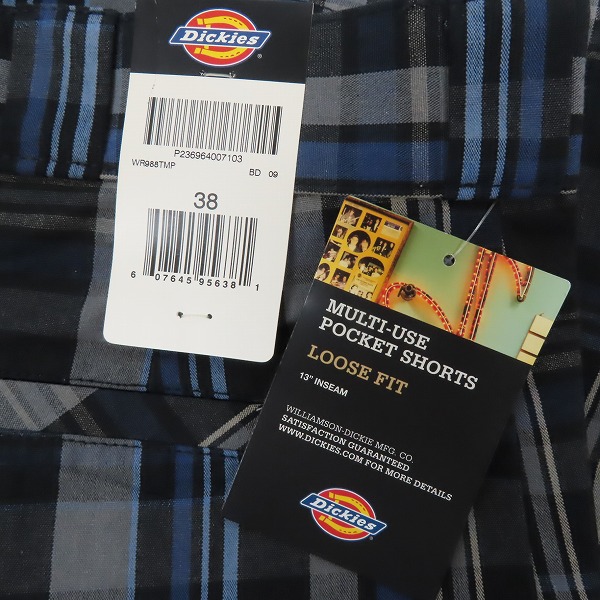 Dickies
®
P236964007103
WR988TMP BD 09
38
6 07645 95638 1
MULTI-USE
POCKET SHORTS
LOOSE FIT
13" INSEAM
WILLIAMSON-DICKIE MFG. CO.
SATISFACTION GUARANTEED
WWW.DICKIES.COM FOR MORE DETAILS
Dickies
®